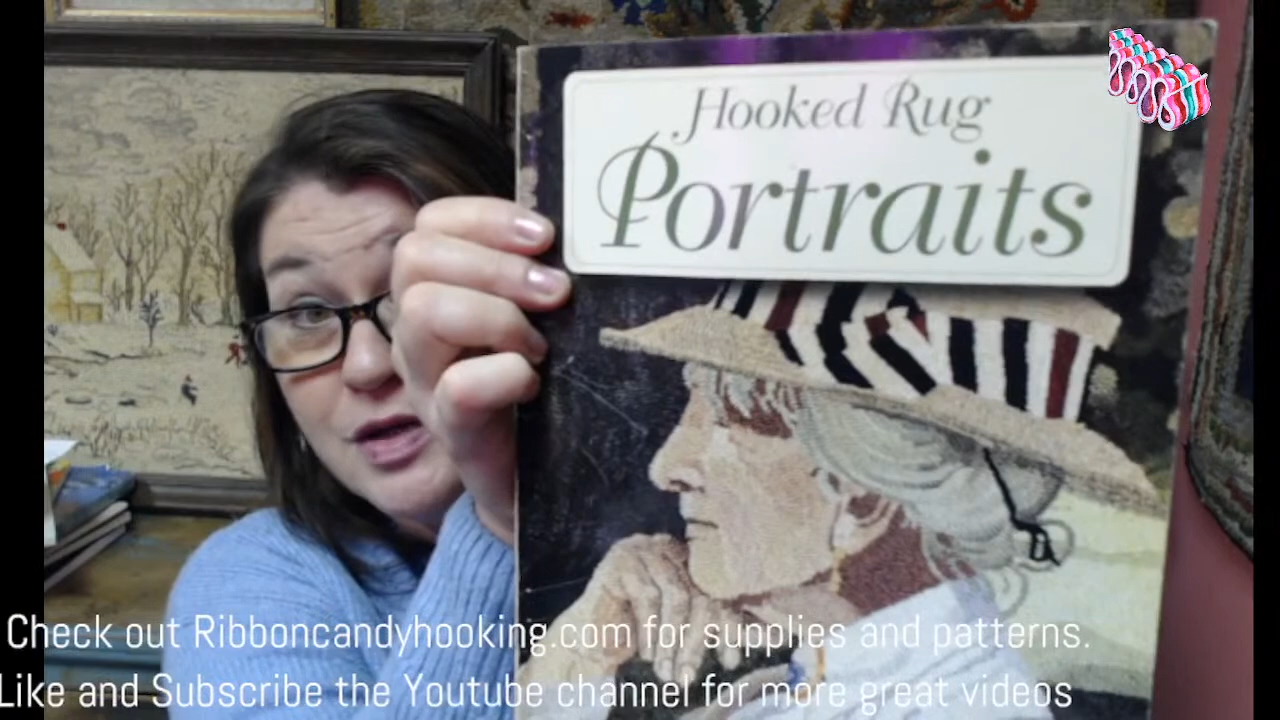 Hooked Rug
Portraits
Check out Ribboncandyhooking.com for supplies and patterns.
Like and Subscribe the Youtube channel for more great videos